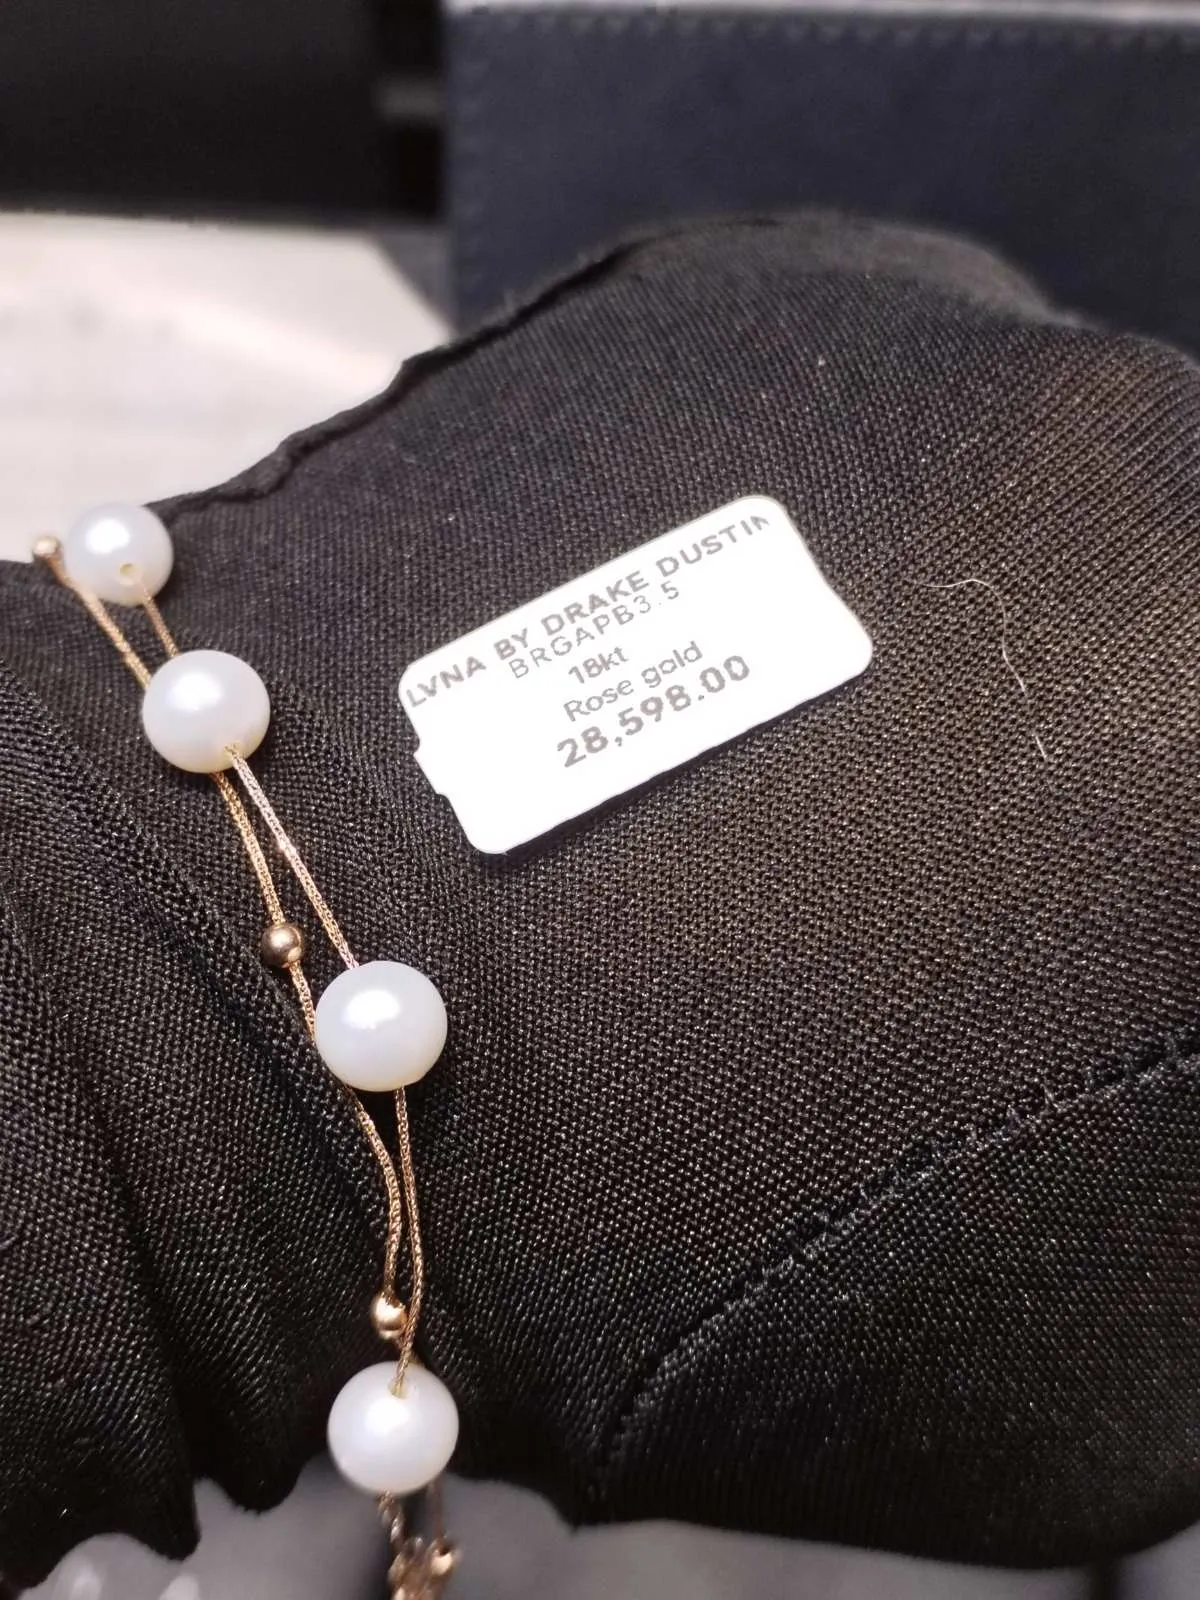 LVNA BY DRAKE DUSTIN
BRGAPB3.5
18kt
Rose gold
28,598.00